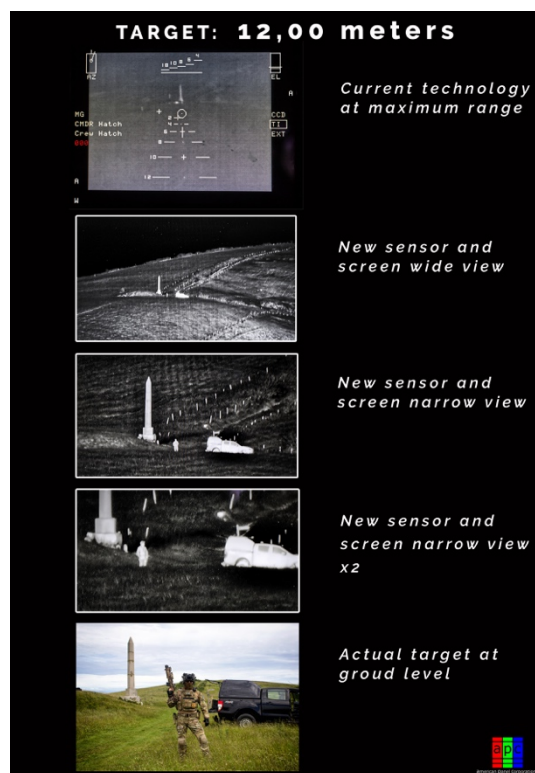 TARGET: 12,00 meters
Current technology
at maximum range
AZ
EL
A
MG
CMDR Hatch
Crew Hatch
CCD
TI
EXT
A
W
New sensor and
screen wide view
New sensor and
screen narrow view
New sensor and
screen narrow view
x2
Actual target at
groud level
apc